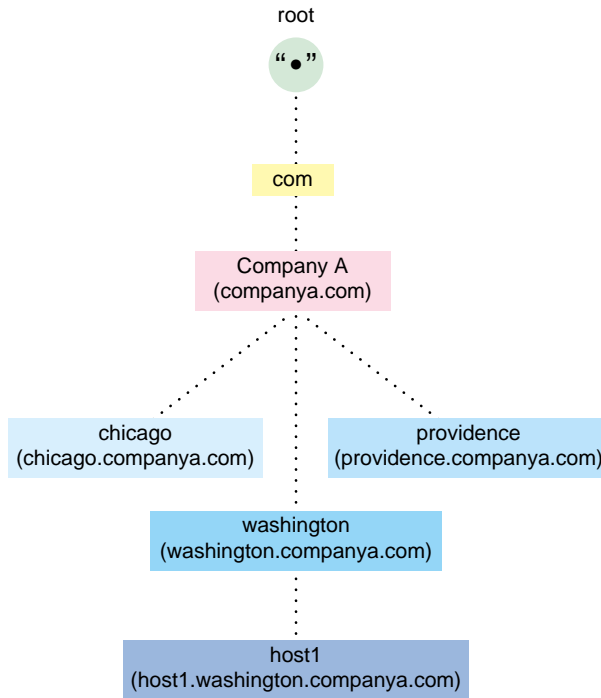 root
“•”
com
Company A
(companya.com)
chicago
(chicago.companya.com)
providence
(providence.companya.com)
washington
(washington.companya.com)
host1
(host1.washington.companya.com)